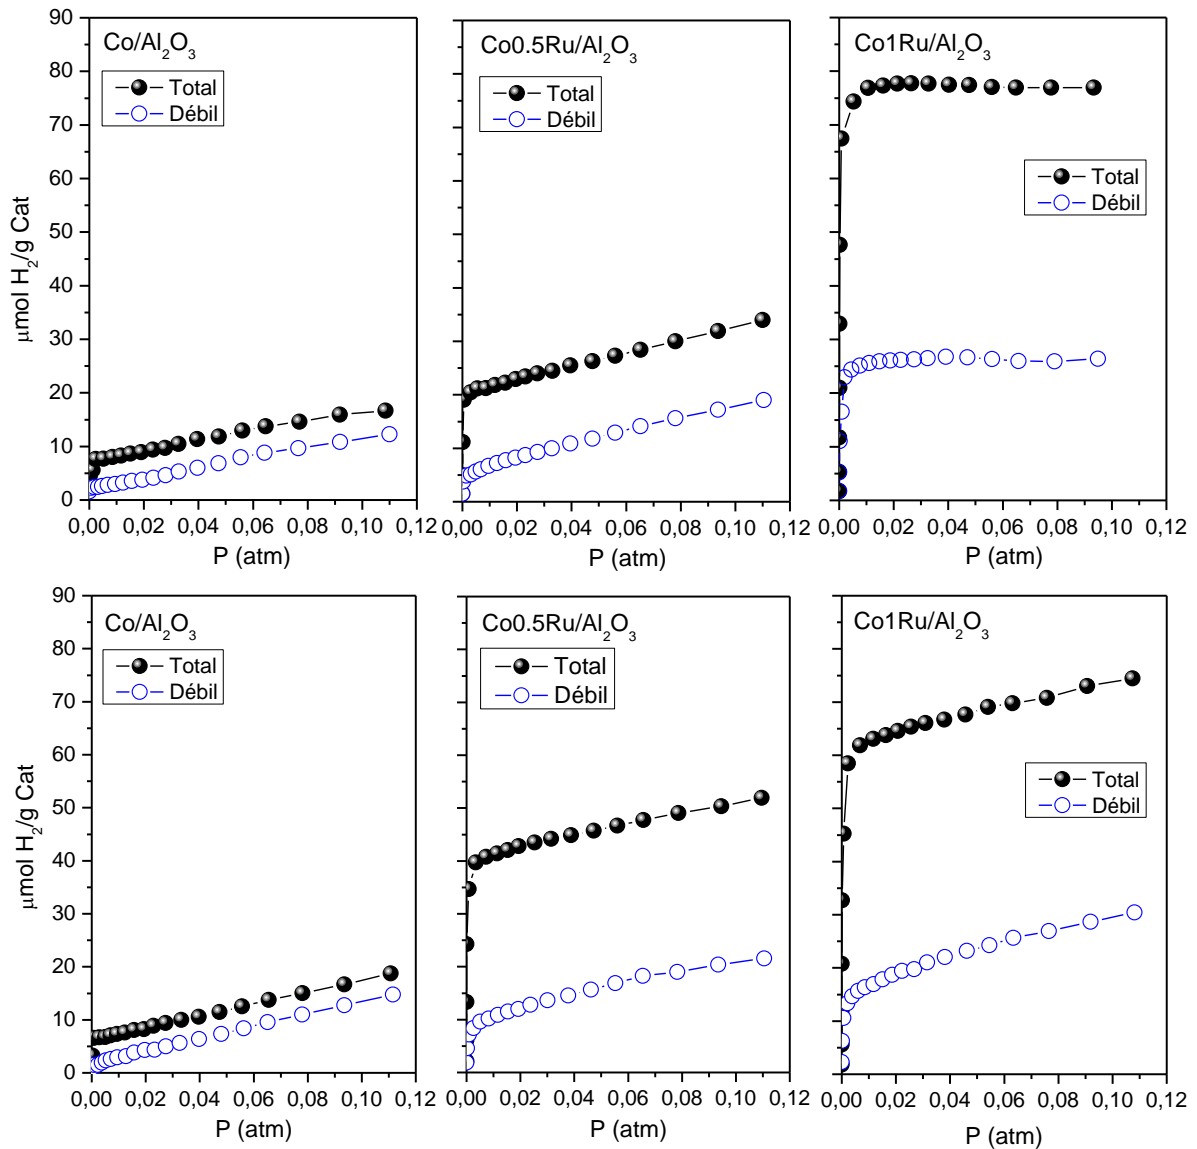 Co/Al₂O₃
Total
Débil
Co0.5Ru/Al₂O₃
Total
Débil
Co1Ru/Al₂O₃
Total
Débil
μmol H₂/g Cat
90
80
70
60
50
40
30
20
10
0
0,00 0,02 0,04 0,06 0,08 0,10 0,12
0,00 0,02 0,04 0,06 0,08 0,10 0,12
0,00 0,02 0,04 0,06 0,08 0,10 0,12
P (atm)
P (atm)
P (atm)
Co/Al₂O₃
Total
Débil
Co0.5Ru/Al₂O₃
Total
Débil
Co1Ru/Al₂O₃
Total
Débil
μmol H₂/g Cat
90
80
70
60
50
40
30
20
10
0
0,00 0,02 0,04 0,06 0,08 0,10 0,12
0,00 0,02 0,04 0,06 0,08 0,10 0,12
0,00 0,02 0,04 0,06 0,08 0,10 0,12
P (atm)
P (atm)
P (atm)